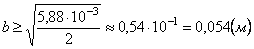 b ≥ √(5,88·10⁻³ / 2) ≈ 0,54·10⁻¹ = 0,054(м)